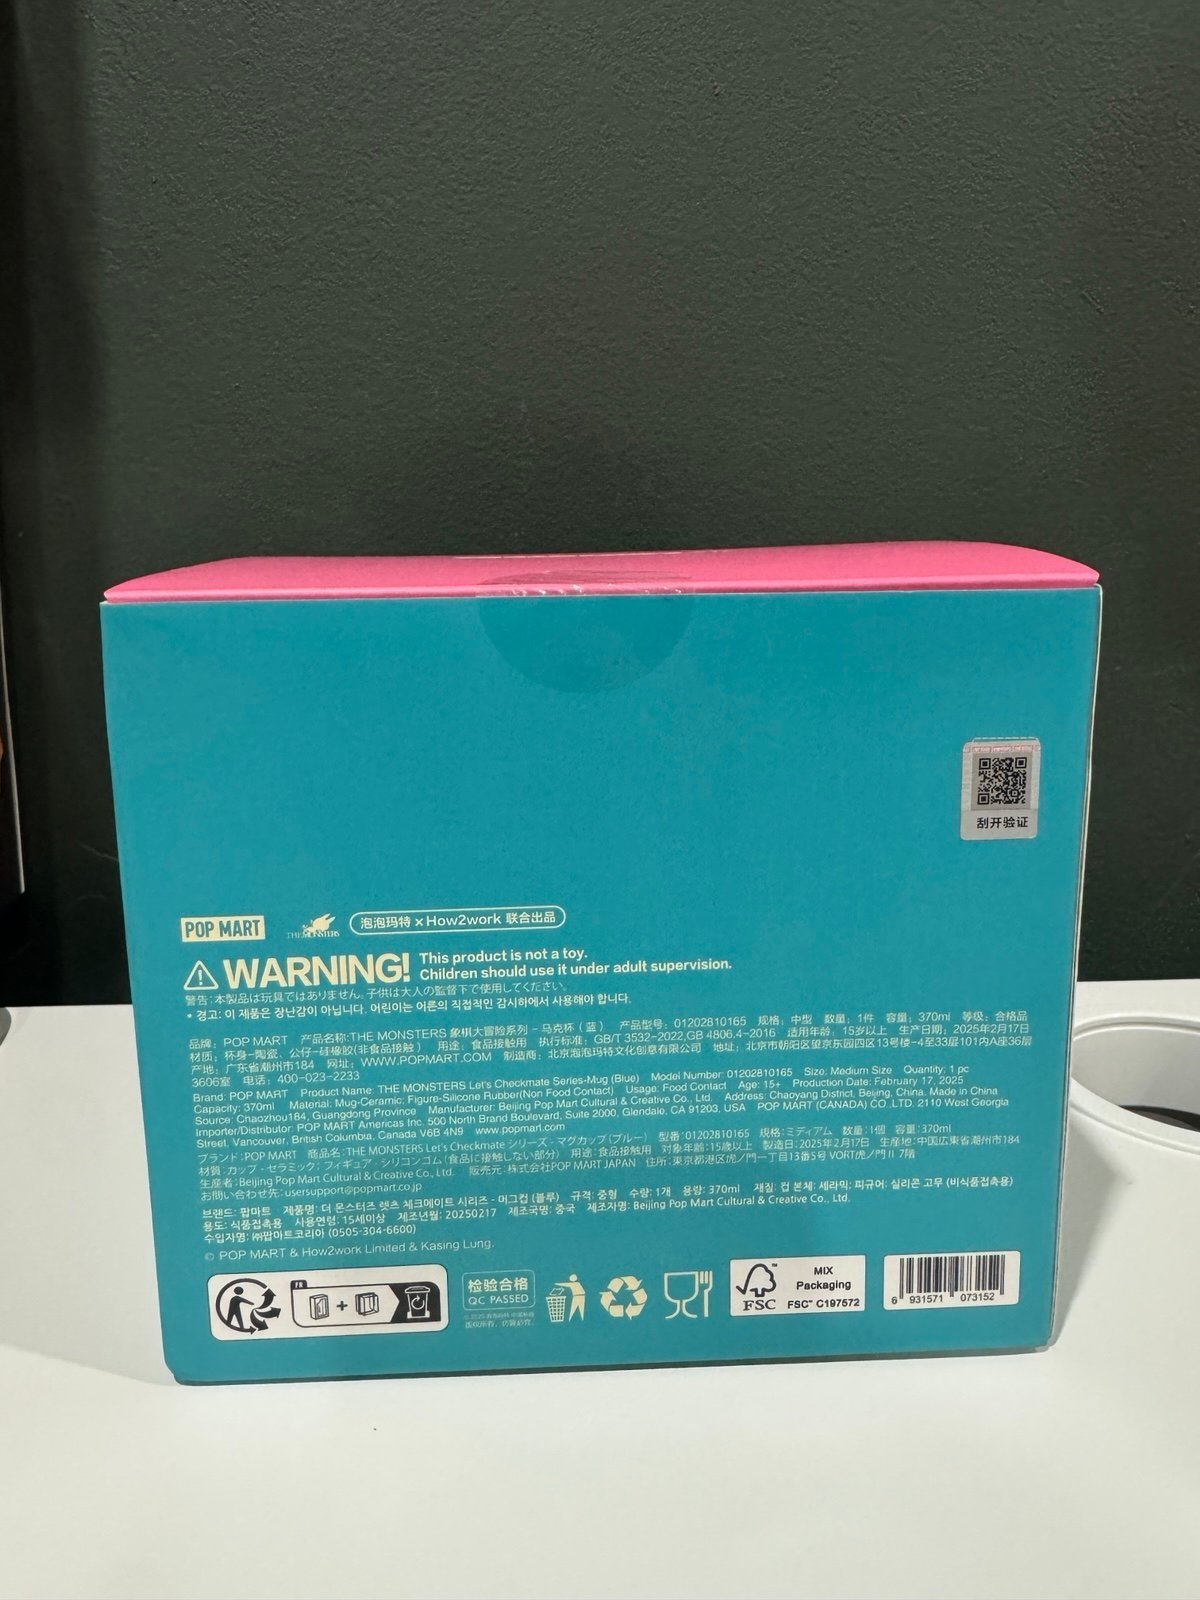 刮开验证
POP MART THE MONSTERS 泡泡玛特 × How2work 联合出品
WARNING! This product is not a toy.
Children should use it under adult supervision.
警告: 本製品は玩具ではありません。子供は大人の監督下で使用してください。
* 경고: 이 제품은 장난감이 아닙니다. 어린이는 어른의 직접적인 감시하에서 사용해야 합니다.
品牌: POP MART 产品名称:THE MONSTERS 象棋大冒险系列 - 马克杯 ( 蓝 ) 产品型号: 01202810165 规格: 中型 数量: 1件 容量: 370ml 等级: 合格品
材质: 杯身-陶瓷、公仔-硅橡胶(非食品接触 ) 用途: 食品接触用 执行标准: GB/T 3532-2022,GB 4806.4-2016 适用年龄: 15岁以上 生产日期: 2025年2月17日
产地: 广东省潮州市184 网址: WWW.POPMART.COM 制造商: 北京泡泡玛特文化创意有限公司 地址: 北京市朝阳区望京东园四区13号楼-4至33层101内A座36层
3606室 电话: 400-023-2233
Brand: POP MART Product Name: THE MONSTERS Let's Checkmate Series-Mug (Blue) Model Number: 01202810165 Size: Medium Size Quantity: 1 pc
Capacity: 370ml Material: Mug-Ceramic; Figure-Silicone Rubber(Non Food Contact) Usage: Food Contact Age: 15+ Production Date: February 17, 2025
Source: Chaozhou184, Guangdong Province Manufacturer: Beijing Pop Mart Cultural & Creative Co., Ltd. Address: Chaoyang District, Beijing, China. Made in China
Importer/Distributor: POP MART Americas Inc. 500 North Brand Boulevard, Suite 2000, Glendale, CA 91203, USA POP MART (CANADA) CO .LTD. 2110 West Georgia
Street, Vancouver, British Columbia, Canada V6B 4N9 www.popmart.com
ブランド:POP MART 商品名:THE MONSTERS Let's Checkmate シリーズ - マグカップ (ブルー) 型番:01202810165 規格:ミディアム 数量:1個 容量:370ml
材質:カップ - セラミック; フィギュア - シリコンゴム (食品に接触しない部分) 用途:食品接触用 対象年齢:15歳以上 製造日:2025年2月17日 生産地:中国広東省潮州市184
生産者:Beijing Pop Mart Cultural & Creative Co., Ltd. 販売元:株式会社POP MART JAPAN 住所:東京都港区虎ノ門一丁目13番5号 VORT虎ノ門II 7階
お問い合わせ先:usersupport@popmart.co.jp
브랜드: 팝마트 제품명: 더 몬스터즈 렛츠 체크메이트 시리즈 - 머그컵 (블루) 규격: 중형 수량: 1개 용량: 370ml 재질: 컵 본체: 세라믹; 피규어: 실리콘 고무 (비식품접촉용)
용도: 식품접촉용 사용연령: 15세이상 제조년월: 20250217 제조국명: 중국 제조자명: Beijing Pop Mart Cultural & Creative Co., Ltd.
수입자명: ㈜팝마트코리아 (0505-304-6600)
© POP MART & How2work Limited & Kasing Lung.
FR
检验合格
QC PASSED
版权所有, 仿冒必究
FSC™
MIX
Packaging
FSC™ C197572
6 931571 073152